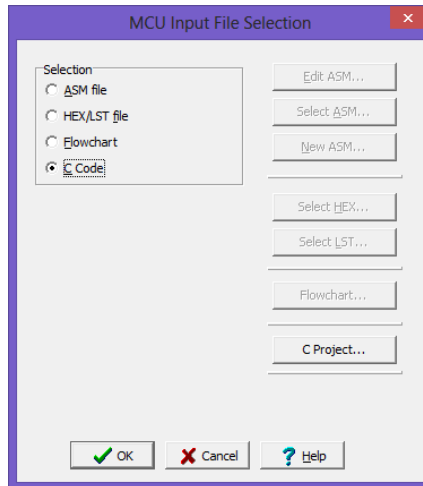 MCU Input File Selection
Selection
ASM file
HEX/LST file
Flowchart
C Code
Edit ASM...
Select ASM...
New ASM...
Select HEX...
Select LST...
Flowchart...
C Project...
OK
Cancel
Help